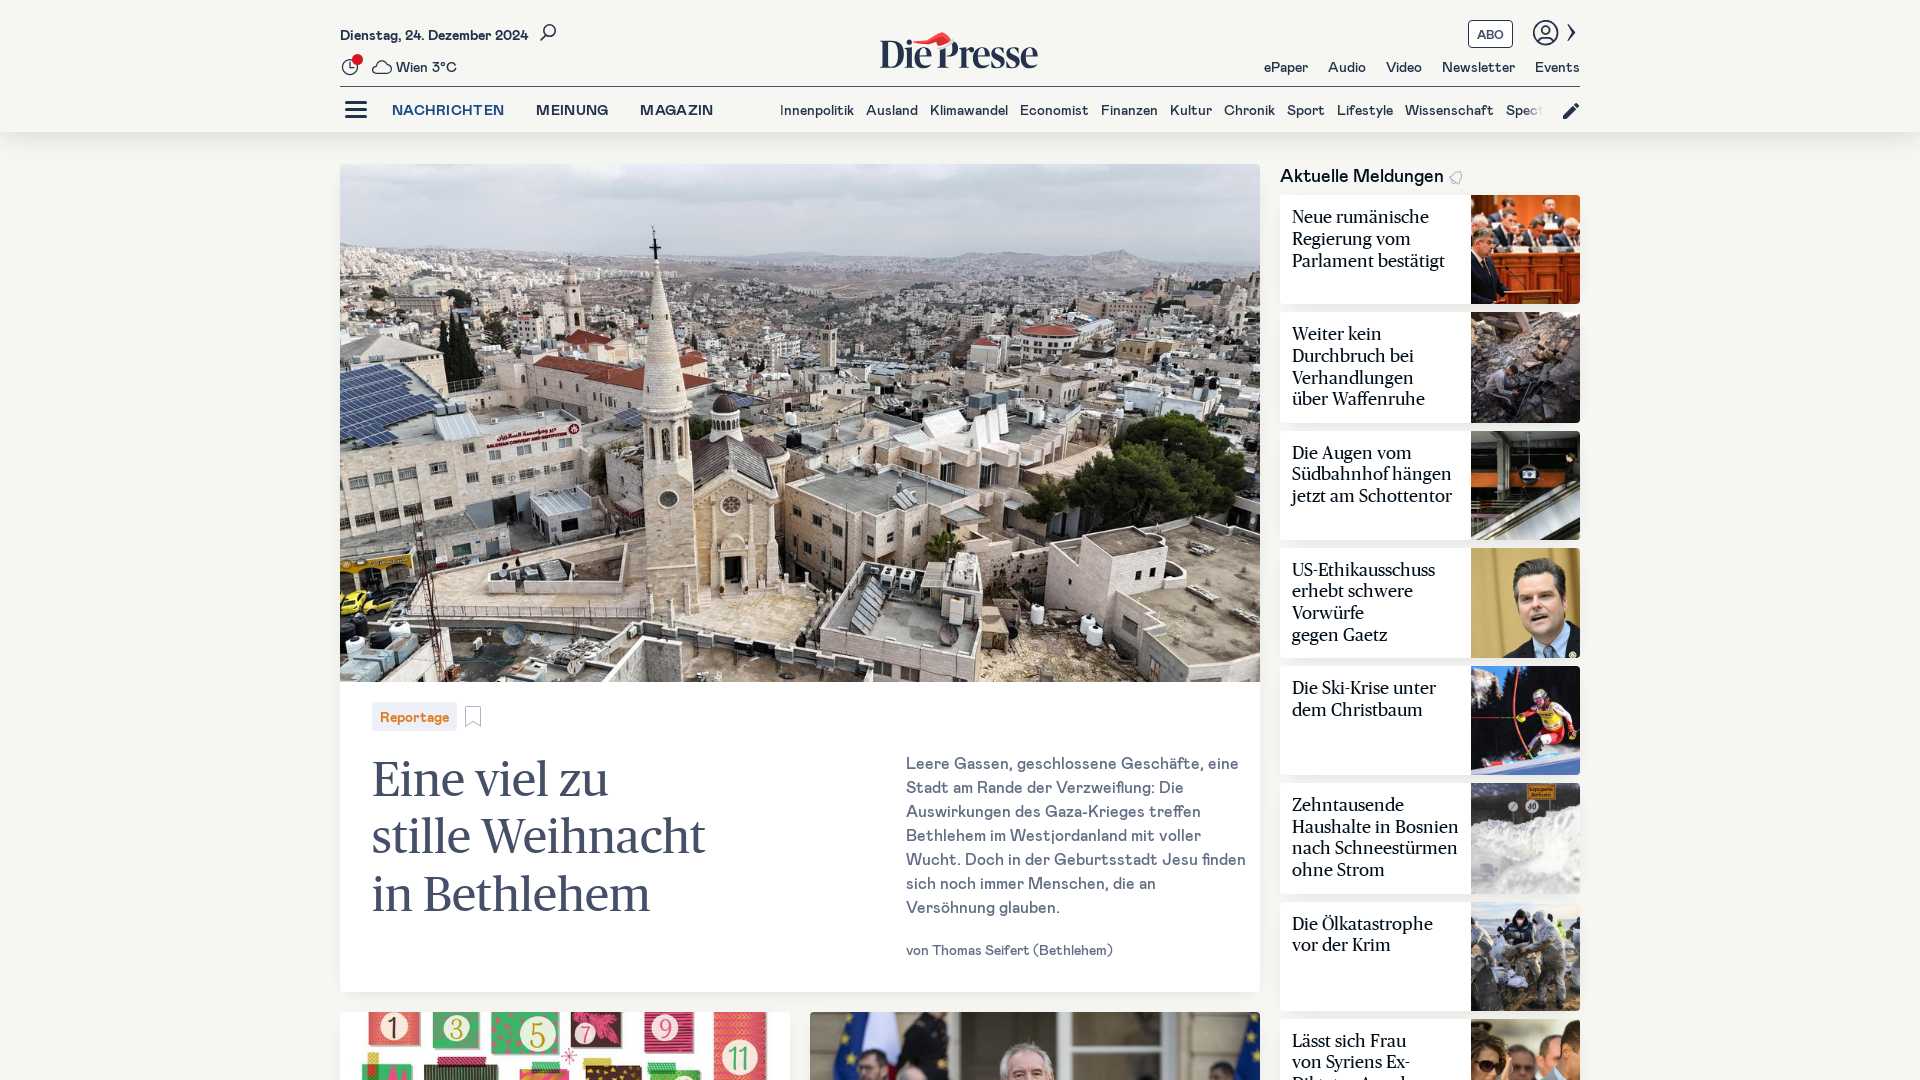 Dienstag, 24. Dezember 2024
Wien 3°C
Die Presse
ABO
ePaper Audio Video Newsletter Events
NACHRICHTEN MEINUNG MAGAZIN
Innenpolitik Ausland Klimawandel Economist Finanzen Kultur Chronik Sport Lifestyle Wissenschaft Spect
Reportage
Eine viel zu
stille Weihnacht
in Bethlehem
Leere Gassen, geschlossene Geschäfte, eine
Stadt am Rande der Verzweiflung: Die
Auswirkungen des Gaza-Krieges treffen
Bethlehem im Westjordanland mit voller
Wucht. Doch in der Geburtsstadt Jesu finden
sich noch immer Menschen, die an
Versöhnung glauben.
von Thomas Seifert (Bethlehem)
1 3 5 7 9 11
Aktuelle Meldungen
Neue rumänische
Regierung vom
Parlament bestätigt
Weiter kein
Durchbruch bei
Verhandlungen
über Waffenruhe
Die Augen vom
Südbahnhof hängen
jetzt am Schottentor
US-Ethikausschuss
erhebt schwere
Vorwürfe
gegen Gaetz
Die Ski-Krise unter
dem Christbaum
Zehntausende
Haushalte in Bosnien
nach Schneestürmen
ohne Strom
40
Die Ölkatastrophe
vor der Krim
Lässt sich Frau
von Syriens Ex-